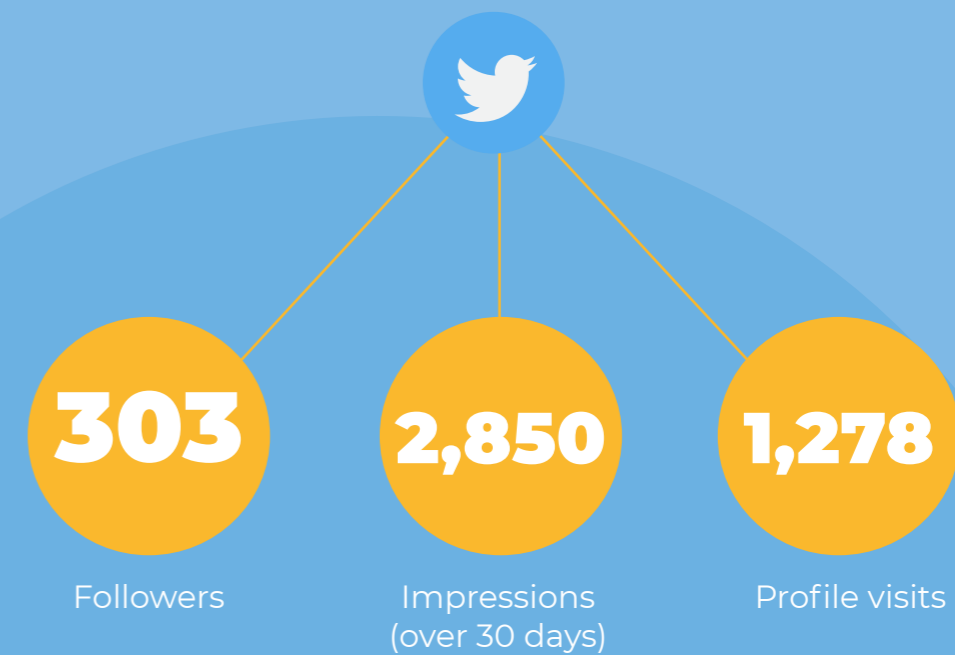 303
2,850
1,278
Followers
Impressions
(over 30 days)
Profile visits